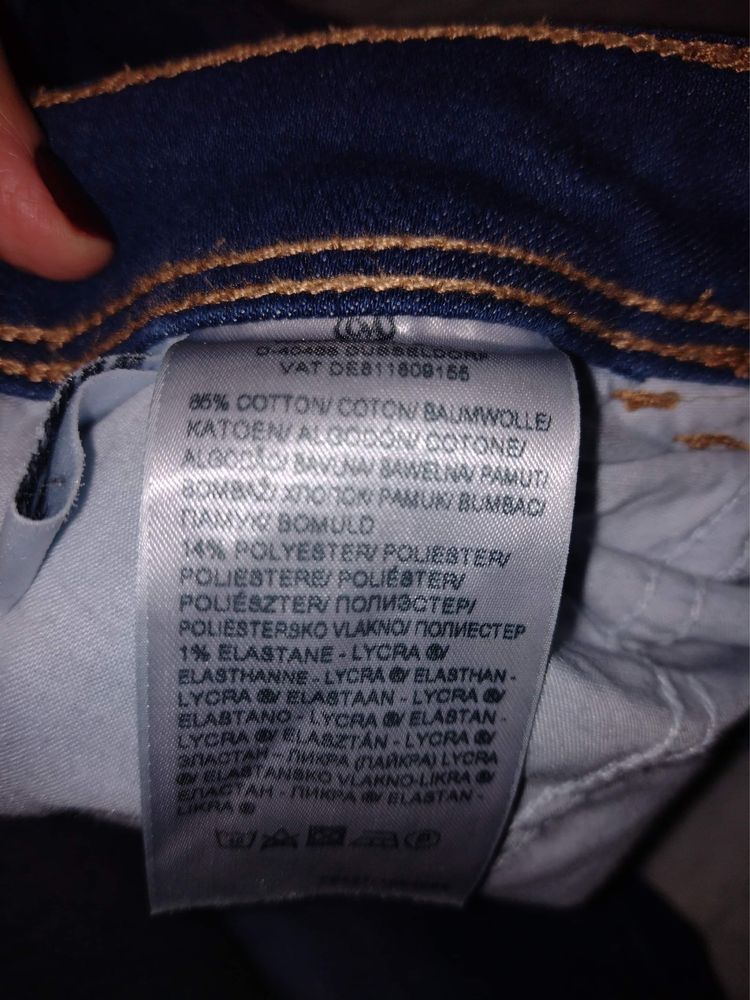 D-40468 DÜSSELDORF
VAT DE811809155
85% COTTON/ COTON/ BAUMWOLLE/
KATOEN/ ALGODÓN/ COTONE/
ALGODÃO/ BAVLNA/ BAWEŁNA/ PAMUT/
BOMBAŽ/ ХЛОПОК/ PAMUK/ BUMBAC/
ПАМУК/ BOMULD
14% POLYESTER/ POLIESTER/
POLIESTERE/ POLIÉSTER/
POLIÉSZTER/ ПОЛИЭСТЕР/
POLIESTERSKO VLAKNO/ ПОЛИЕСТЕР
1% ELASTANE - LYCRA ®/
ELASTHANNE - LYCRA ®/ ELASTHAN -
LYCRA ®/ ELASTAAN - LYCRA ®/
ELASTANO - LYCRA ®/ ELASTAN -
LYCRA ®/ ELASZTÁN - LYCRA ®/
ЭЛАСТАН - ЛИКРА (ЛАЙКРА) LYCRA
®/ ELASTANSKO VLAKNO-LIKRA ®/
ЕЛАСТАН - ЛИКРА ®/ ELASTAN -
LIKRA ®